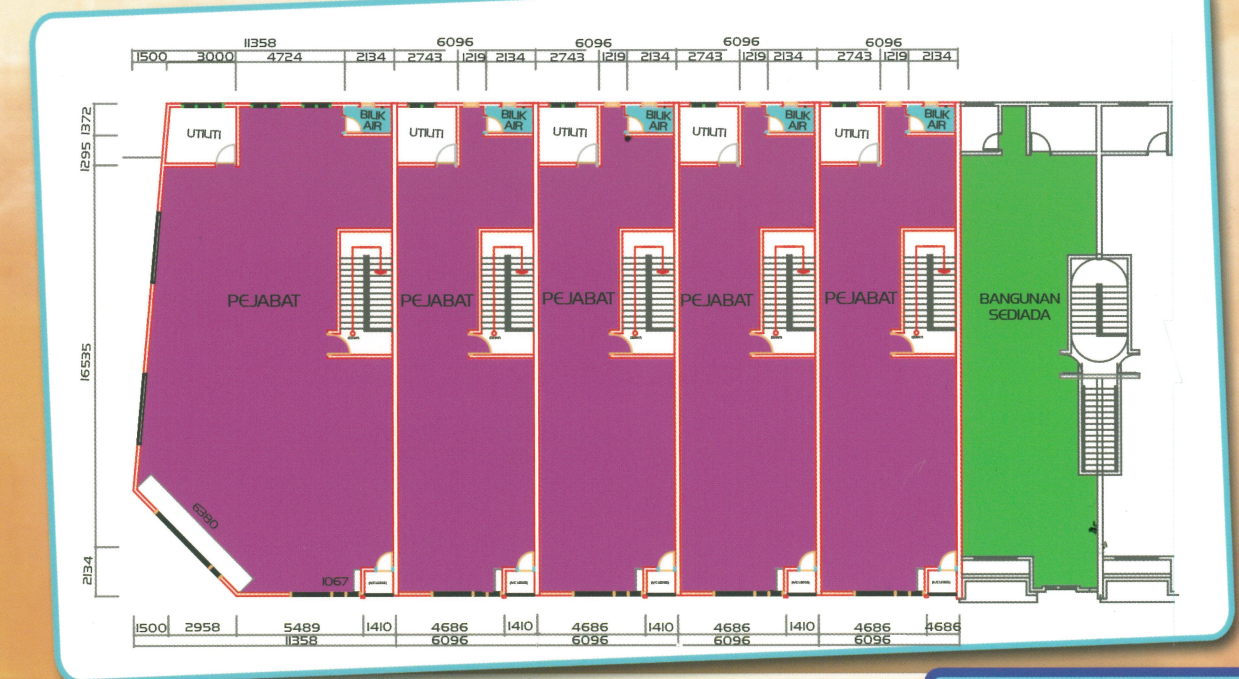 11358 6096 6096 6096 6096
1500 3000 4724 2134 2743 1219 2134 2743 1219 2134 2743 1219 2134 2743 1219 2134
1372
1295
16535
2134
UTILITI
BILIK
AIR
UTILITI
BILIK
AIR
UTILITI
BILIK
AIR
UTILITI
BILIK
AIR
UTILITI
BILIK
AIR
PEJABAT
PEJABAT
PEJABAT
PEJABAT
PEJABAT
BANGUNAN
SEDIADA
6380
1067
1500 2958 5489 1410 4686 1410 4686 1410 4686 1410 4686 4686
11358 6096 6096 6096 6096